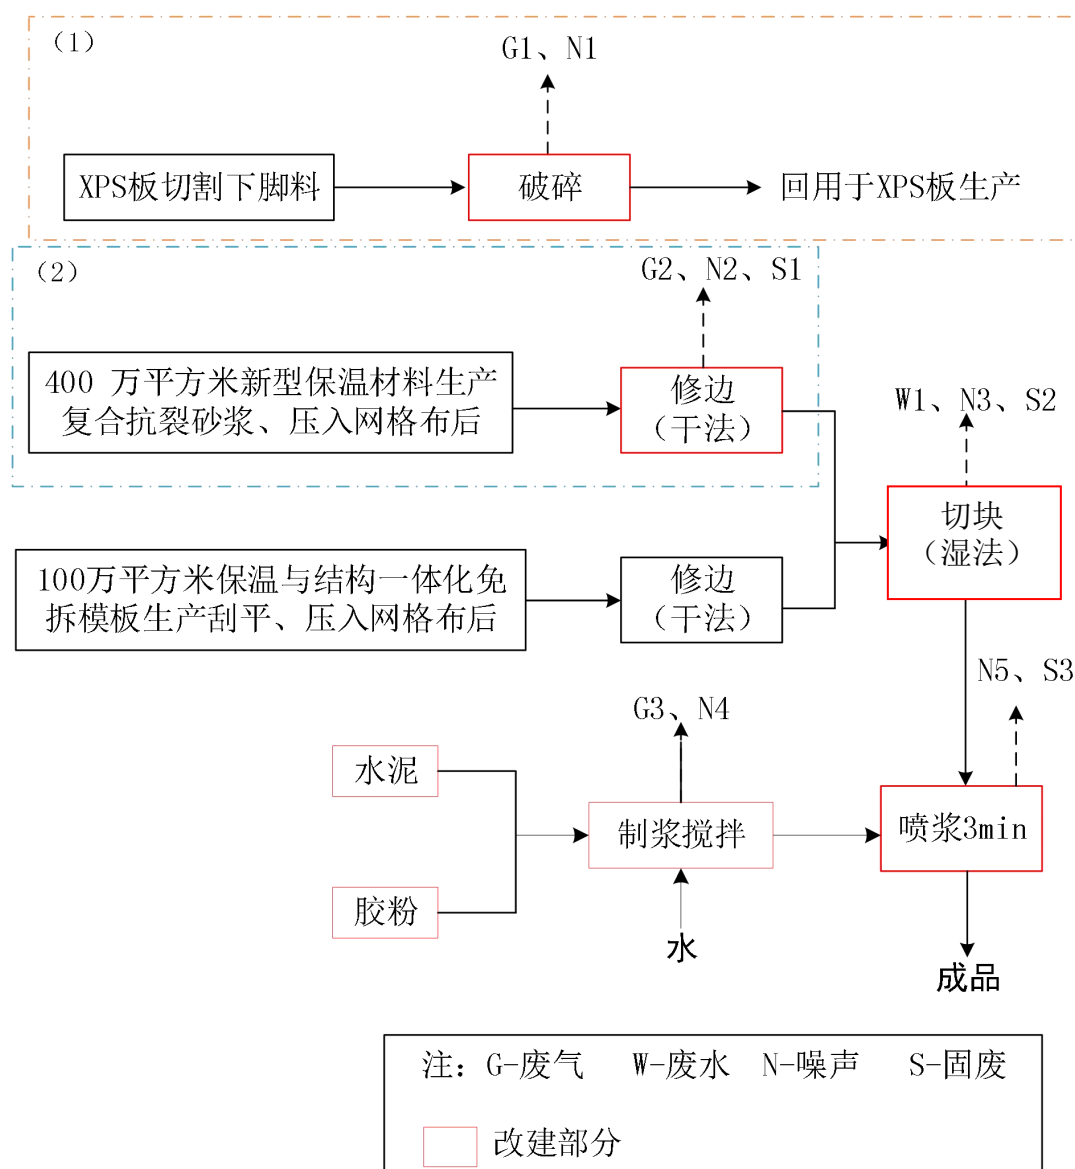 （1）
G1、N1
XPS板切割下脚料
破碎
回用于XPS板生产
（2）
G2、N2、S1
400 万平方米新型保温材料生产
复合抗裂砂浆、压入网格布后
修边
（干法）
W1、N3、S2
切块
（湿法）
100万平方米保温与结构一体化免
拆模板生产刮平、压入网格布后
修边
（干法）
N5、S3
G3、N4
水泥
制浆搅拌
喷浆3min
胶粉
水
成品
注：G-废气 W-废水 N-噪声 S-固废
改建部分